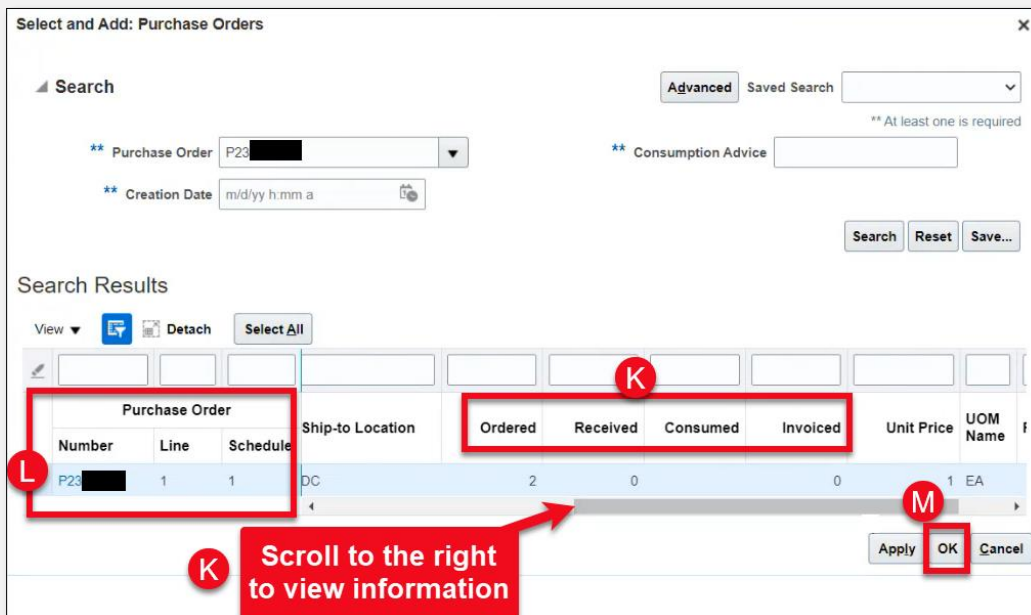 Select and Add: Purchase Orders ×
Search
Advanced Saved Search
** At least one is required
** Purchase Order P23 ** Consumption Advice
** Creation Date m/d/yy h:mm a
Search Reset Save...
Search Results
View Detach Select All
K
Purchase Order
Number Line Schedule Ship-to Location Ordered Received Consumed Invoiced Unit Price UOM Name
L
P23 1 1 DC 2 0 0 1 EA
M
K Scroll to the right
to view information
Apply OK Cancel